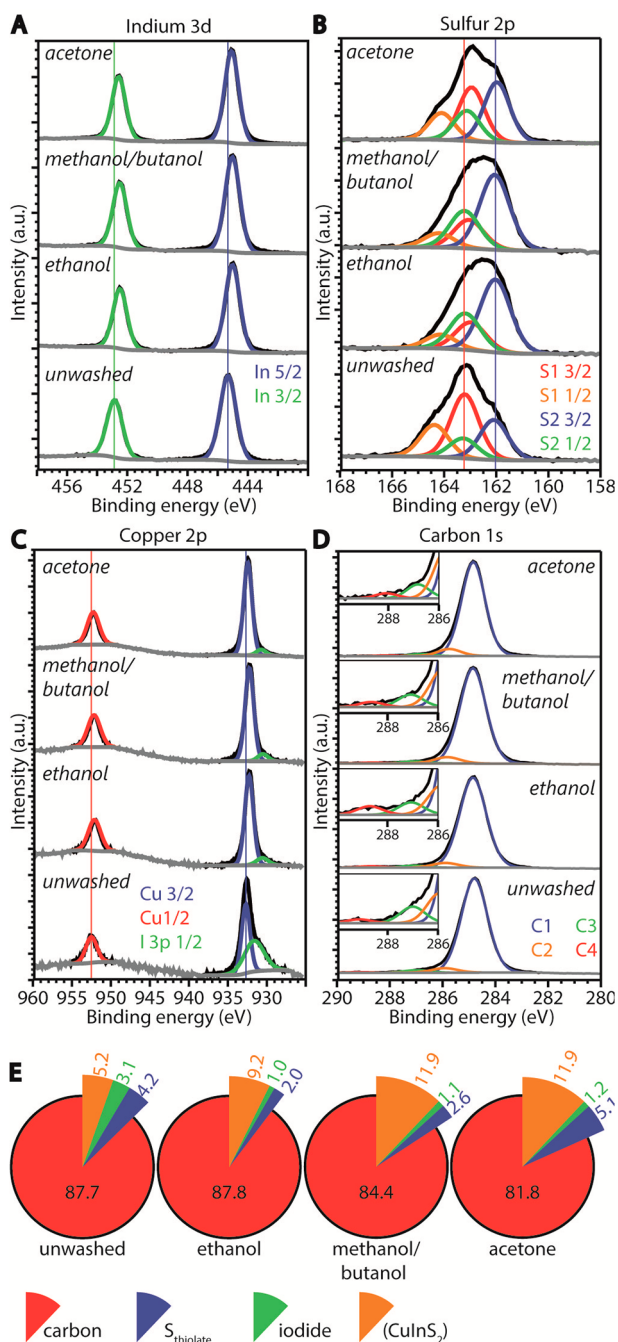 A
Indium 3d
acetone
methanol/butanol
ethanol
unwashed
In 5/2
In 3/2
Intensity (a.u.)
456 452 448 444
Binding energy (eV)
B
Sulfur 2p
acetone
methanol/
butanol
ethanol
unwashed
S1 3/2
S1 1/2
S2 3/2
S2 1/2
Intensity (a.u.)
168 166 164 162 160 158
Binding energy (eV)
C
Copper 2p
acetone
methanol/
butanol
ethanol
unwashed
Cu 3/2
Cu1/2
I 3p 1/2
Intensity (a.u.)
960 955 950 945 940 935 930
Binding energy (eV)
D
Carbon 1s
acetone
288 286
methanol/
butanol
288 286
ethanol
288 286
unwashed
288 286
C1 C3
C2 C4
Intensity (a.u.)
290 288 286 284 282 280
Binding energy (eV)
E
5.2
3.1
4.2
87.7
unwashed
9.2
1.0
2.0
87.8
ethanol
11.9
1.1
2.6
84.4
methanol/
butanol
11.9
1.2
5.1
81.8
acetone
carbon
Sthiolate
iodide
(CuInS2)